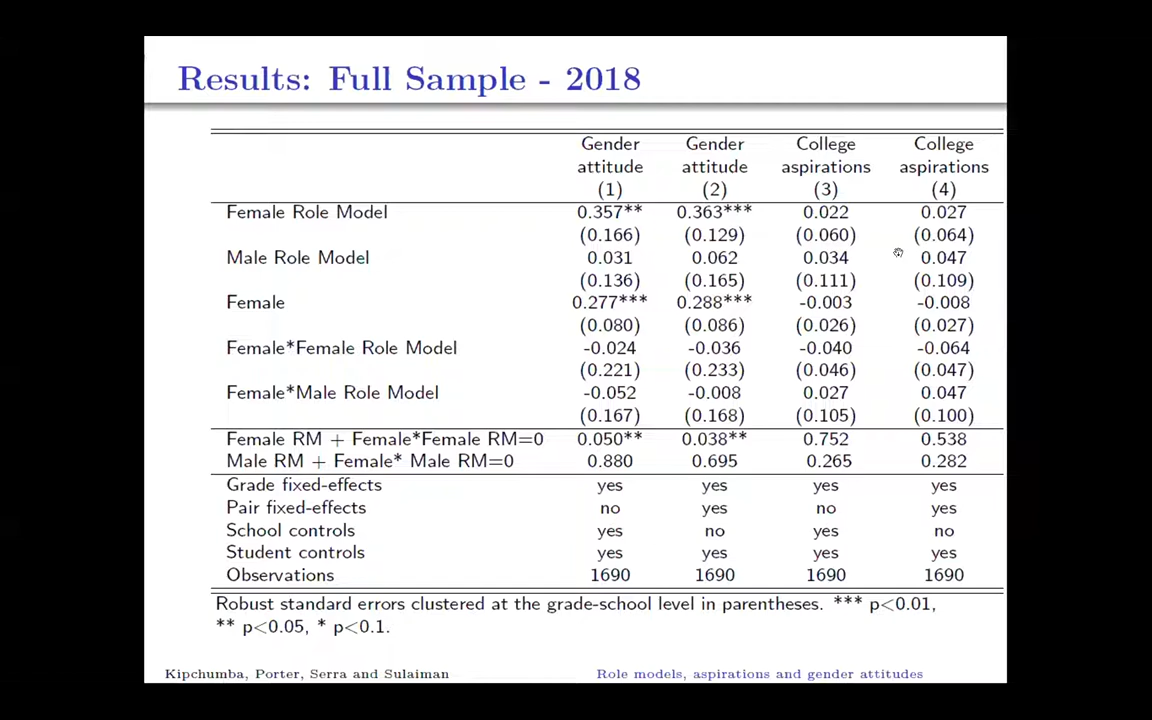 Results: Full Sample - 2018
Gender Gender College College
attitude attitude aspirations aspirations
(1) (2) (3) (4)
Female Role Model 0.357** 0.363*** 0.022 0.027
(0.166) (0.129) (0.060) (0.064)
Male Role Model 0.031 0.062 0.034 0.047
(0.136) (0.165) (0.111) (0.109)
Female 0.277*** 0.288*** -0.003 -0.008
(0.080) (0.086) (0.026) (0.027)
Female*Female Role Model -0.024 -0.036 -0.040 -0.064
(0.221) (0.233) (0.046) (0.047)
Female*Male Role Model -0.052 -0.008 0.027 0.047
(0.167) (0.168) (0.105) (0.100)
Female RM + Female*Female RM=0 0.050** 0.038** 0.752 0.538
Male RM + Female* Male RM=0 0.880 0.695 0.265 0.282
Grade fixed-effects yes yes yes yes
Pair fixed-effects no yes no yes
School controls yes no yes no
Student controls yes yes yes yes
Observations 1690 1690 1690 1690
Robust standard errors clustered at the grade-school level in parentheses. *** p<0.01,
** p<0.05, * p<0.1.
Kipchumba, Porter, Serra and Sulaiman Role models, aspirations and gender attitudes